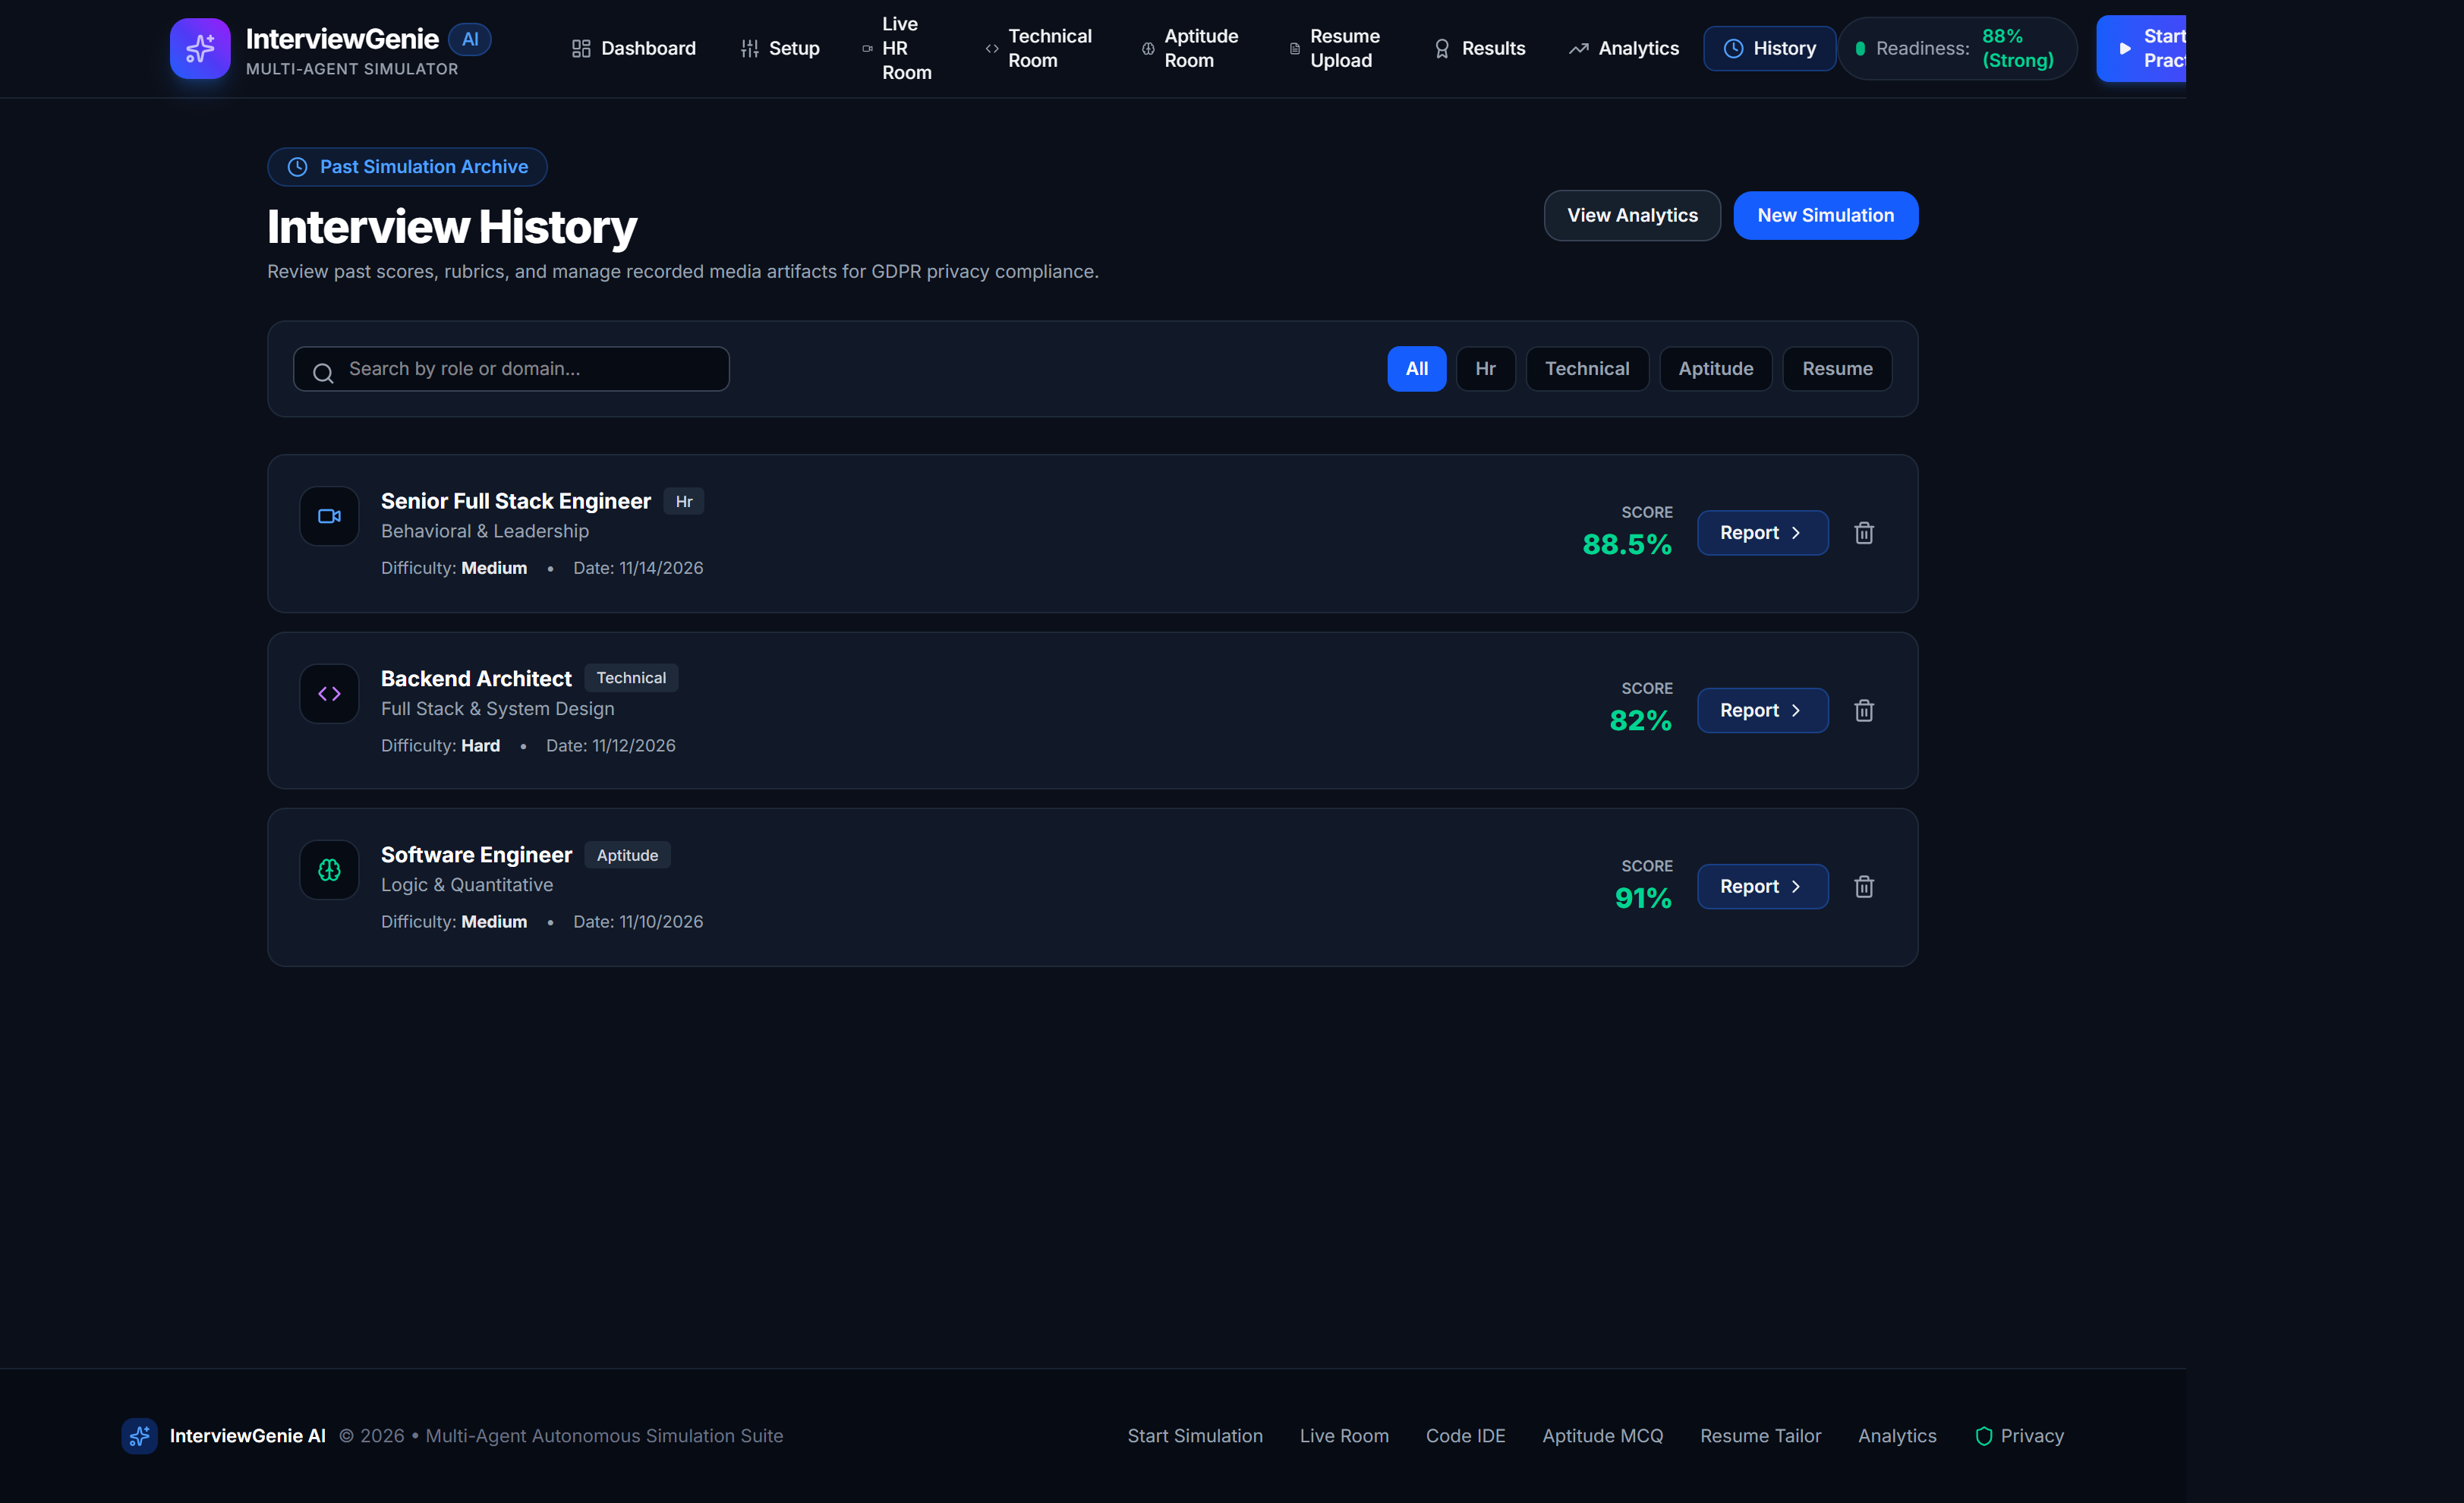 InterviewGenie AI
MULTI-AGENT SIMULATOR
Dashboard
Setup
Live
HR
Room
Technical
Room
Aptitude
Room
Resume
Upload
Results
Analytics
History
Readiness: 88%
(Strong)
Start
Past Simulation Archive
Interview History
Review past scores, rubrics, and manage recorded media artifacts for GDPR privacy compliance.
View Analytics
New Simulation
Search by role or domain...
All
Hr
Technical
Aptitude
Resume
Senior Full Stack Engineer Hr
Behavioral & Leadership
Difficulty: Medium • Date: 11/14/2026
SCORE
88.5%
Report
Backend Architect Technical
Full Stack & System Design
Difficulty: Hard • Date: 11/12/2026
SCORE
82%
Report
Software Engineer Aptitude
Logic & Quantitative
Difficulty: Medium • Date: 11/10/2026
SCORE
91%
Report
InterviewGenie AI © 2026 • Multi-Agent Autonomous Simulation Suite
Start Simulation
Live Room
Code IDE
Aptitude MCQ
Resume Tailor
Analytics
Privacy